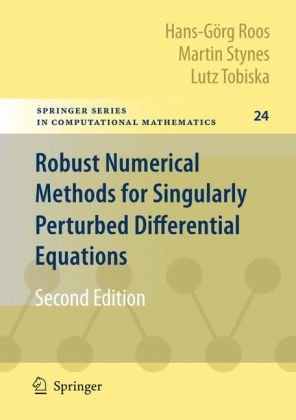 Hans-Görg Roos
Martin Stynes
Lutz Tobiska
SPRINGER SERIES
IN COMPUTATIONAL MATHEMATICS
24
Robust Numerical
Methods for Singularly
Perturbed Differential
Equations
Second Edition
Springer